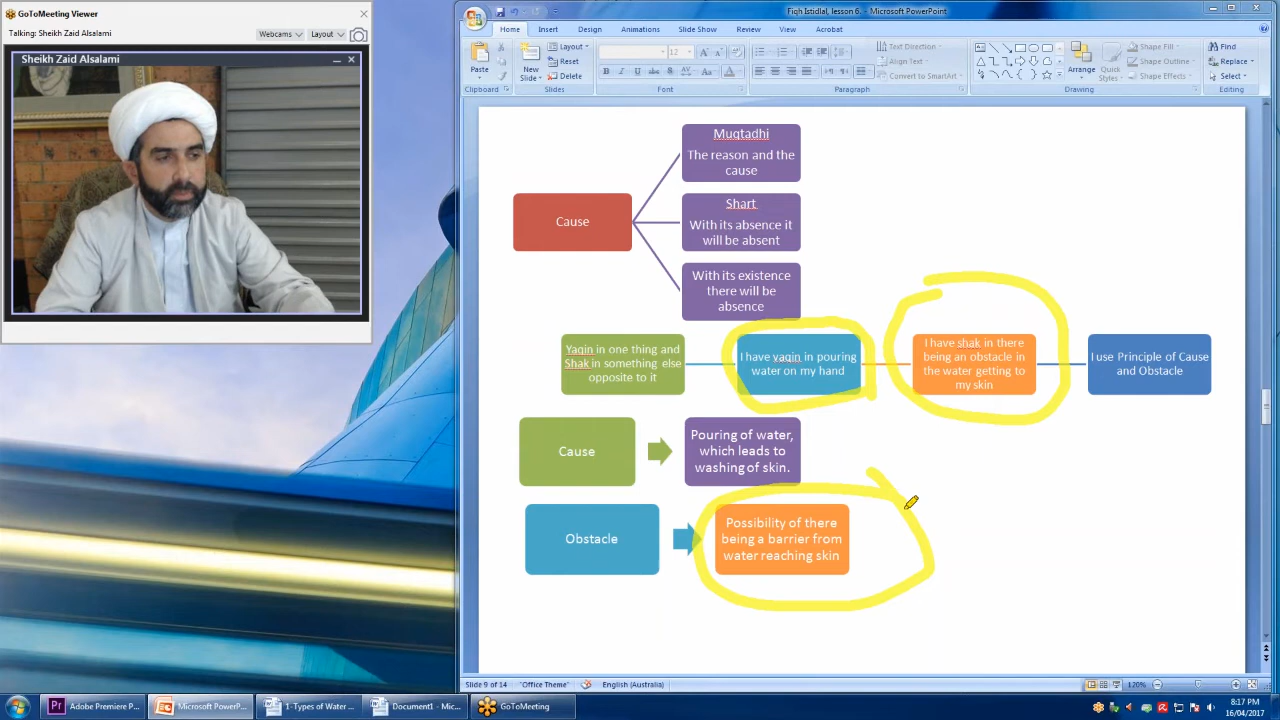 GoToMeeting Viewer
Talking: Sheikh Zaid Alsalami
Webcams
Layout
Sheikh Zaid Alsalami
Fiqh Istidlal, lesson 6. - Microsoft PowerPoint
Home Insert Design Animations Slide Show Review View Acrobat
Paste
Clipboard
New
Slide
Layout
Reset
Delete
Slides
12
B I U abc S AV Aa A
Font
Paragraph
Text Direction
Align Text
Convert to SmartArt
Arrange
Quick
Styles
Shape Fill
Shape Outline
Shape Effects
Drawing
Find
Replace
Select
Editing
Cause
Muqtadhi
The reason and the
cause
Shart
With its absence it
will be absent
With its existence
there will be
absence
Yaqin in one thing and
Shak in something else
opposite to it
I have yaqin in pouring
water on my hand
I have shak in there
being an obstacle in
the water getting to
my skin
I use Principle of Cause
and Obstacle
Cause
Pouring of water,
which leads to
washing of skin.
Obstacle
Possibility of there
being a barrier from
water reaching skin
Slide 9 of 14
"Office Theme"
English (Australia)
120%
Pr
Adobe Premiere P...
Microsoft PowerP...
1-Types of Water ...
Document1 - Mic...
GoToMeeting
8:17 PM
16/04/2017